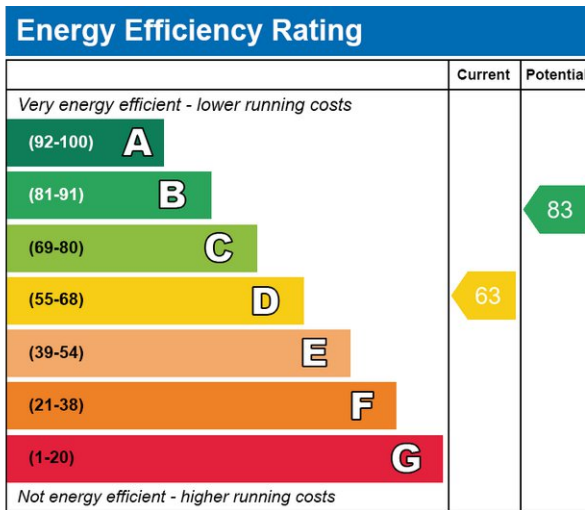 Energy Efficiency Rating
Current Potential
Very energy efficient - lower running costs
(92-100) A
(81-91) B
83
(69-80) C
(55-68) D
63
(39-54) E
(21-38) F
(1-20) G
Not energy efficient - higher running costs